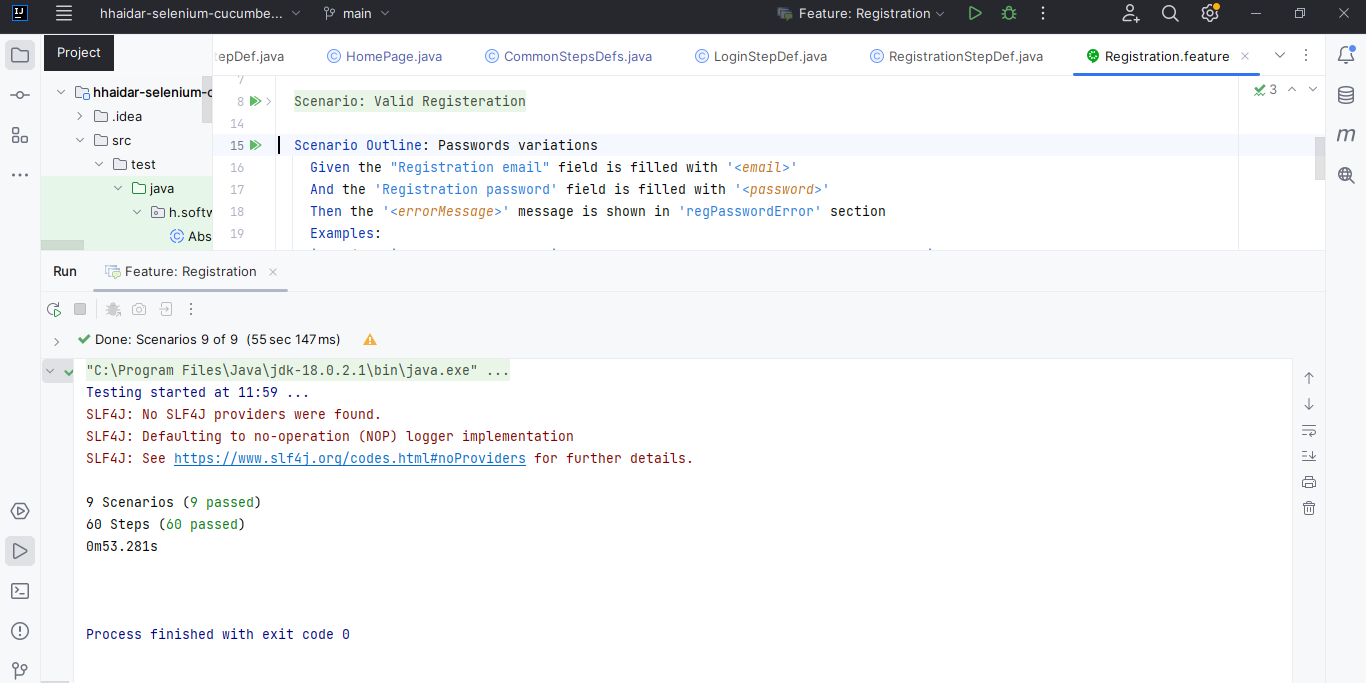 hhaidar-selenium-cucumbe...
main
Feature: Registration
Project
tepDef.java
HomePage.java
CommonStepsDefs.java
LoginStepDef.java
RegistrationStepDef.java
Registration.feature
hhaidar-selenium-c
.idea
src
test
java
h.softw
Abs
7
8 Scenario: Valid Registeration
14
15 Scenario Outline: Passwords variations
16 Given the "Registration email" field is filled with '<email>'
17 And the 'Registration password' field is filled with '<password>'
18 Then the '<errorMessage>' message is shown in 'regPasswordError' section
19 Examples:
3
Run
Feature: Registration
Done: Scenarios 9 of 9 (55 sec 147 ms)
"C:\Program Files\Java\jdk-18.0.2.1\bin\java.exe" ...
Testing started at 11:59 ...
SLF4J: No SLF4J providers were found.
SLF4J: Defaulting to no-operation (NOP) logger implementation
SLF4J: See https://www.slf4j.org/codes.html#noProviders for further details.
9 Scenarios (9 passed)
60 Steps (60 passed)
0m53.281s
Process finished with exit code 0